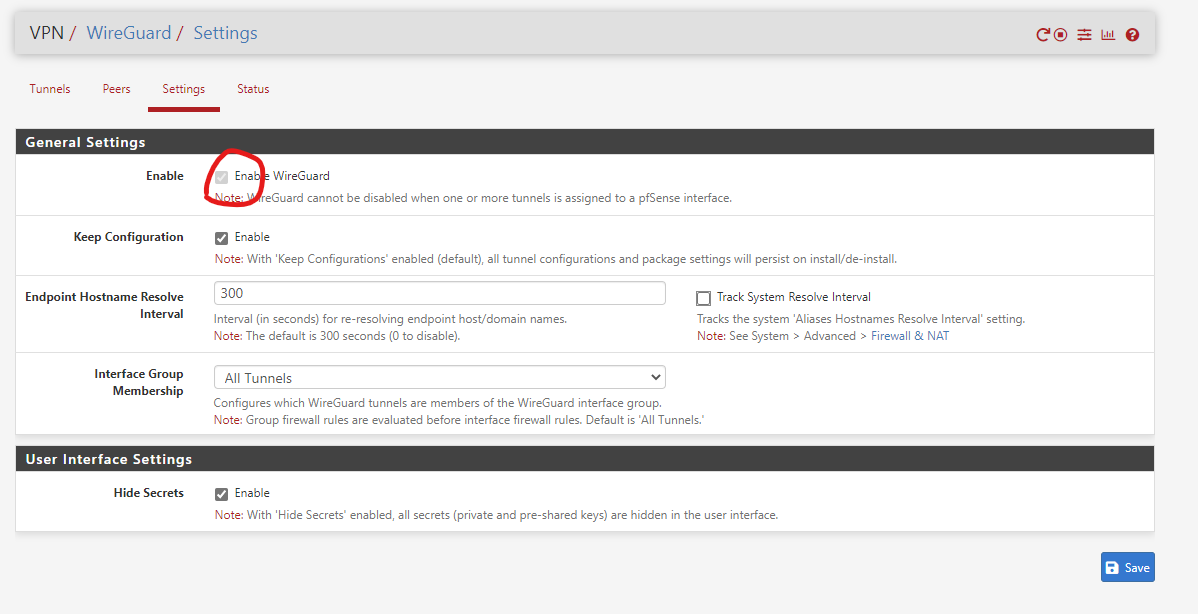 VPN / WireGuard / Settings
Tunnels Peers Settings Status
General Settings
Enable
Enable WireGuard
Note: WireGuard cannot be disabled when one or more tunnels is assigned to a pfSense interface.
Keep Configuration
Enable
Note: With 'Keep Configurations' enabled (default), all tunnel configurations and package settings will persist on install/de-install.
Endpoint Hostname Resolve
Interval
300
Interval (in seconds) for re-resolving endpoint host/domain names.
Note: The default is 300 seconds (0 to disable).
Track System Resolve Interval
Tracks the system 'Aliases Hostnames Resolve Interval' setting.
Note: See System > Advanced > Firewall & NAT
Interface Group
Membership
All Tunnels
Configures which WireGuard tunnels are members of the WireGuard interface group.
Note: Group firewall rules are evaluated before interface firewall rules. Default is 'All Tunnels.'
User Interface Settings
Hide Secrets
Enable
Note: With 'Hide Secrets' enabled, all secrets (private and pre-shared keys) are hidden in the user interface.
Save